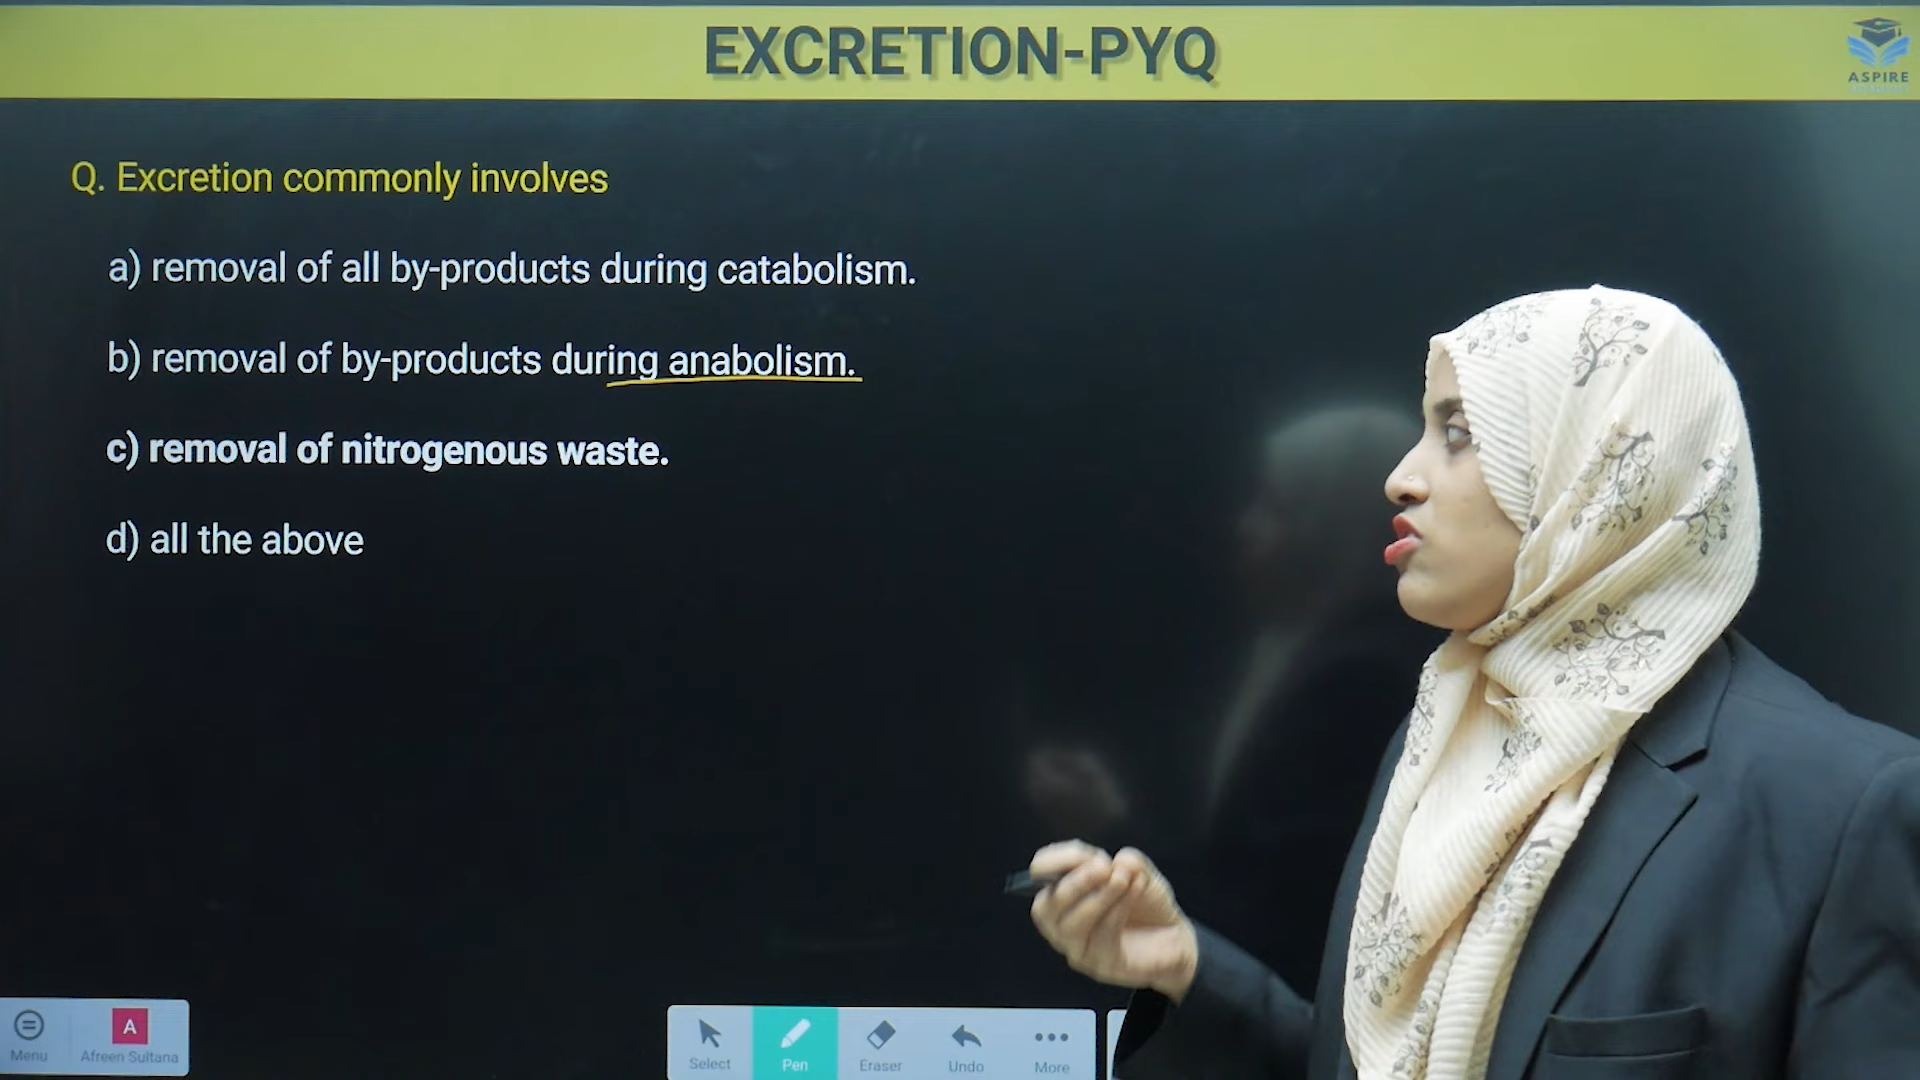 EXCRETION-PYQ
ASPIRE
Q. Excretion commonly involves
a) removal of all by-products during catabolism.
b) removal of by-products during anabolism.
c) removal of nitrogenous waste.
d) all the above
Menu
A
Afreen Sultana
Select
Pen
Eraser
Undo
More